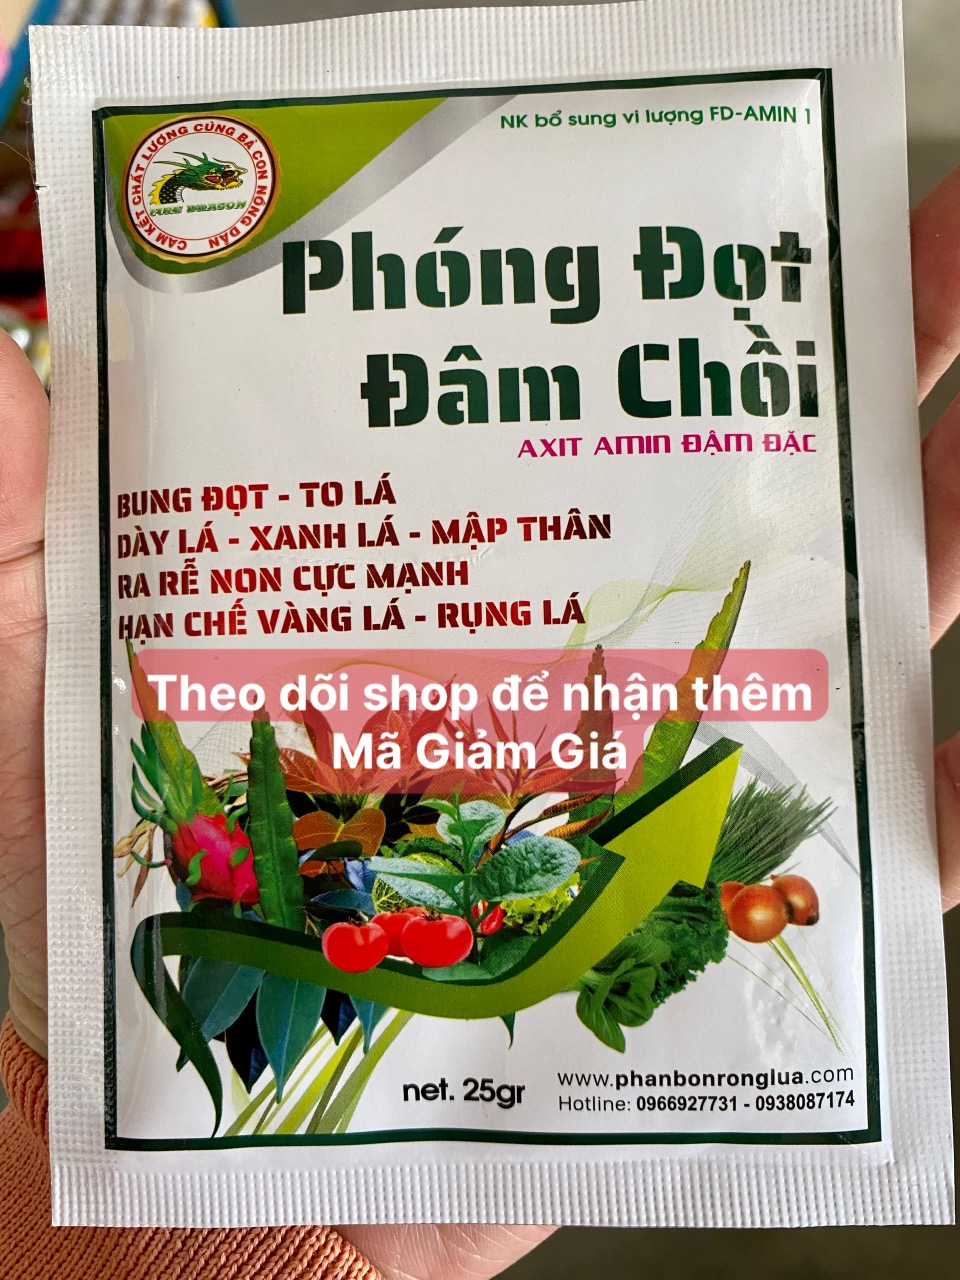 NK bổ sung vi lượng FD-AMIN 1
CAM KẾT CHẤT LƯỢNG CÙNG BÀ CON NÔNG DÂN
FIRE DRAGON
Phóng Đọt
Đâm Chồi
AXIT AMIN ĐẬM ĐẶC
BUNG ĐỌT - TO LÁ
DÀY LÁ - XANH LÁ - MẬP THÂN
RA RỄ NON CỰC MẠNH
HẠN CHẾ VÀNG LÁ - RỤNG LÁ
Theo dõi shop để nhận thêm
Mã Giảm Giá
net. 25gr
www.phanbonronglua.com
Hotline: 0966927731 - 0938087174